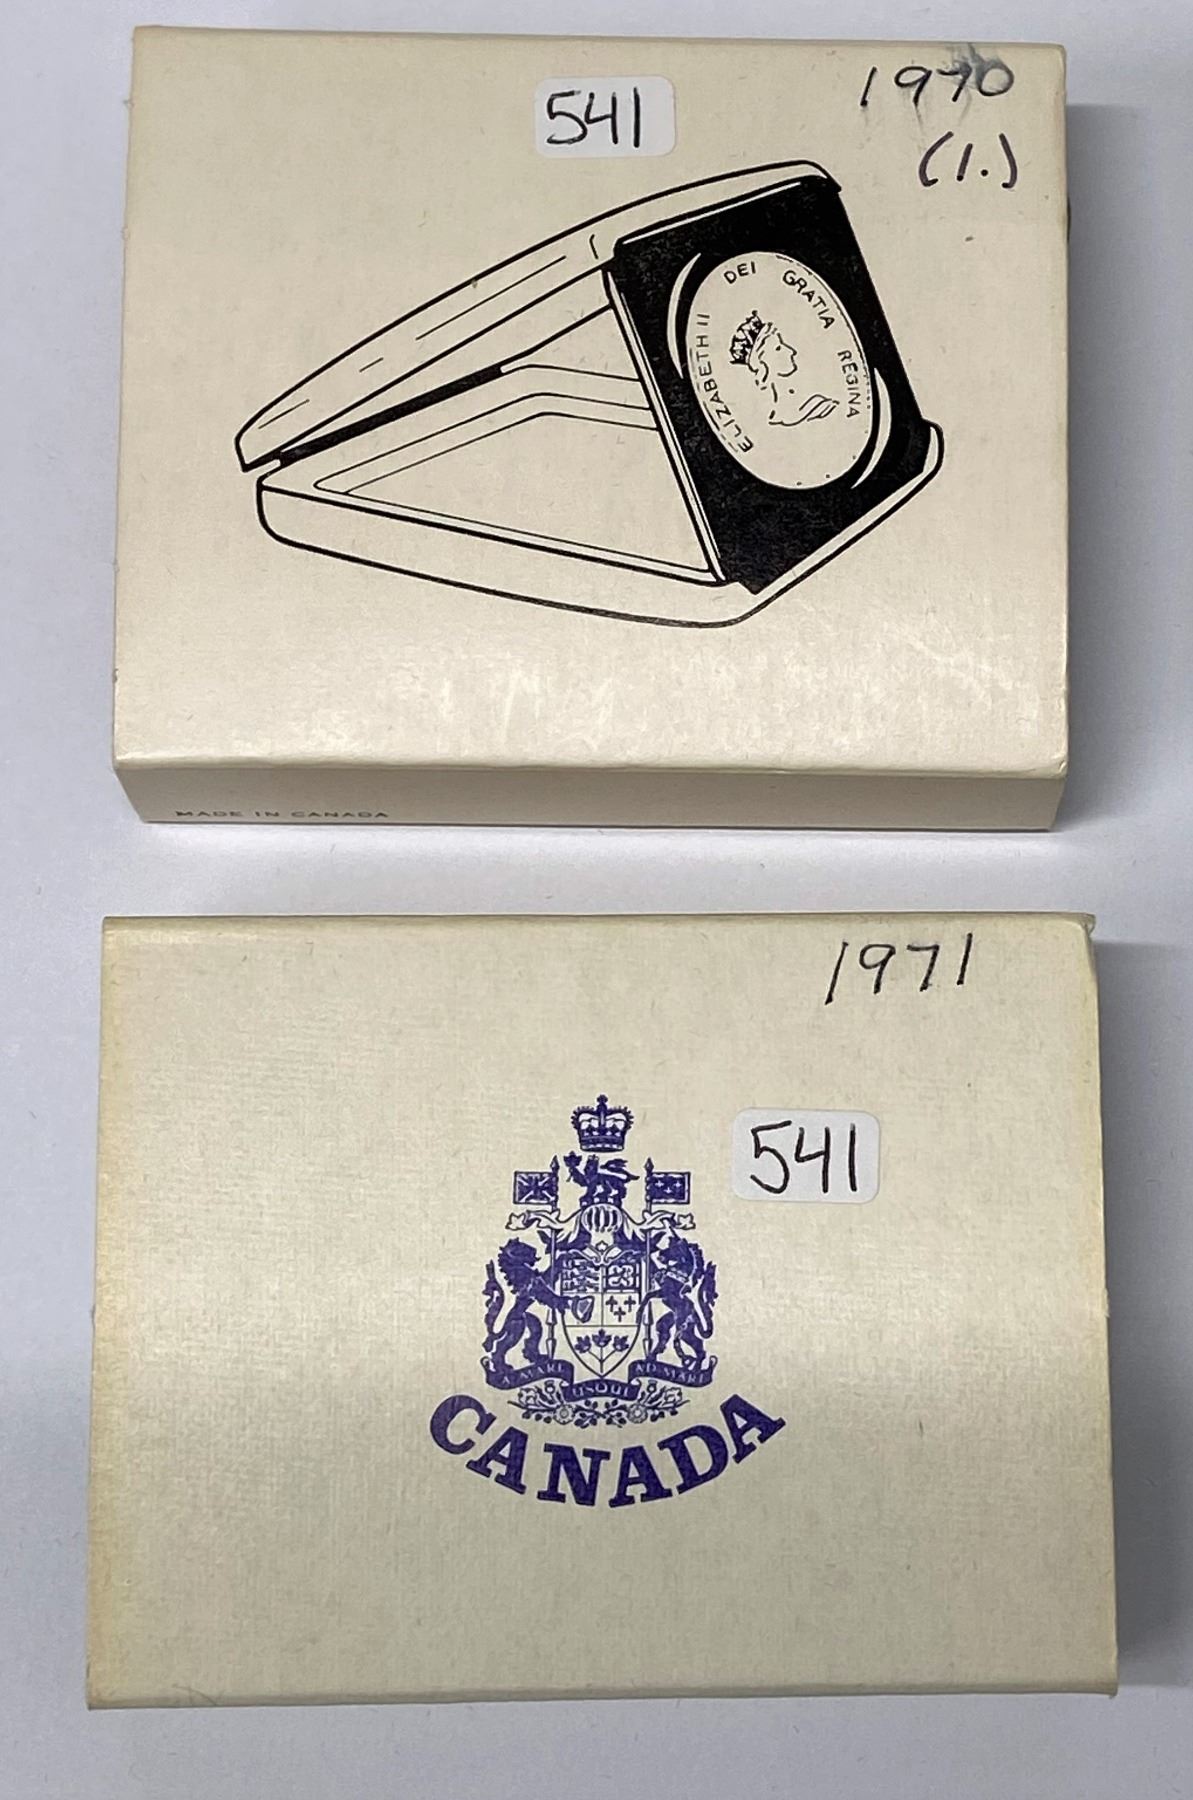 1970
541
(1.)
ELIZABETH II DEI GRATIA REGINA
MADE IN CANADA
1971
541
A MARI USQUE AD MARE
CANADA